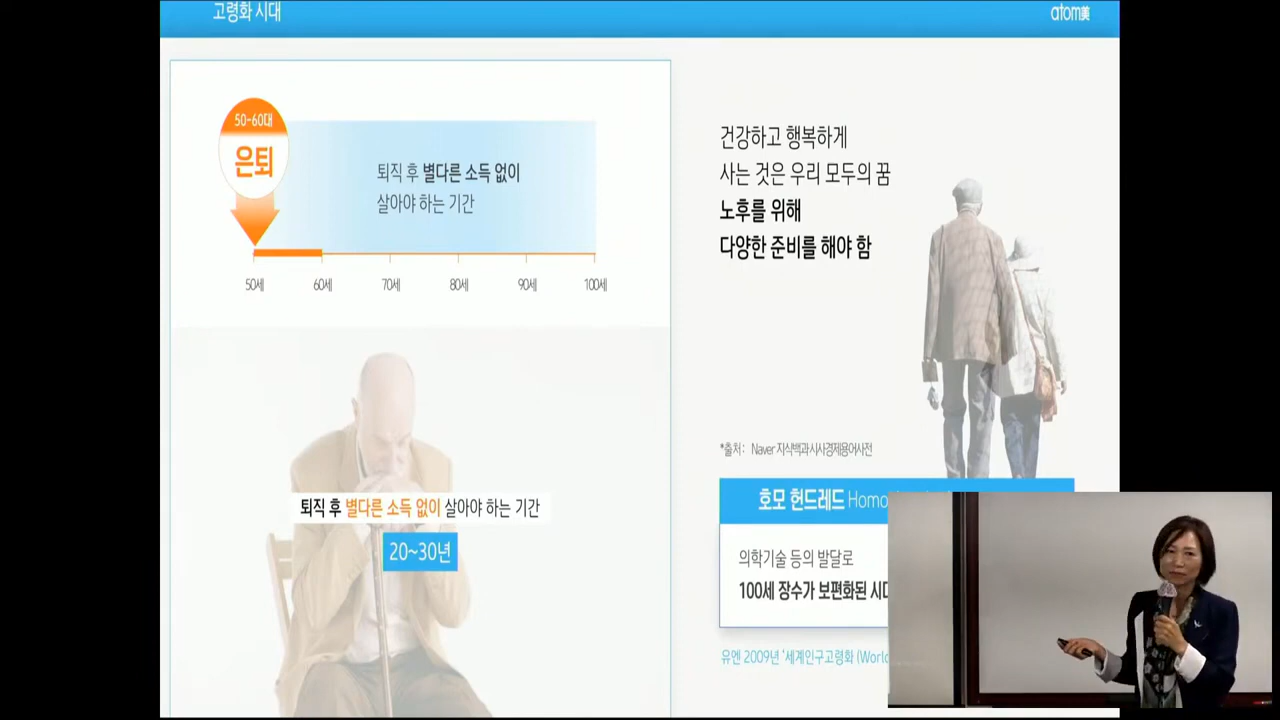 고령화 시대
atom美
50~60대
은퇴
퇴직 후 별다른 소득 없이
살아야 하는 기간
50세 60세 70세 80세 90세 100세
퇴직 후 별다른 소득 없이 살아야 하는 기간
20~30년
건강하고 행복하게
사는 것은 우리 모두의 꿈
노후를 위해
다양한 준비를 해야 함
*출처: Naver 지식백과 시사경제용어사전
호모 헌드레드 Homo
의학기술 등의 발달로
100세 장수가 보편화된 시대
유엔 2009년 '세계인구고령화 (World